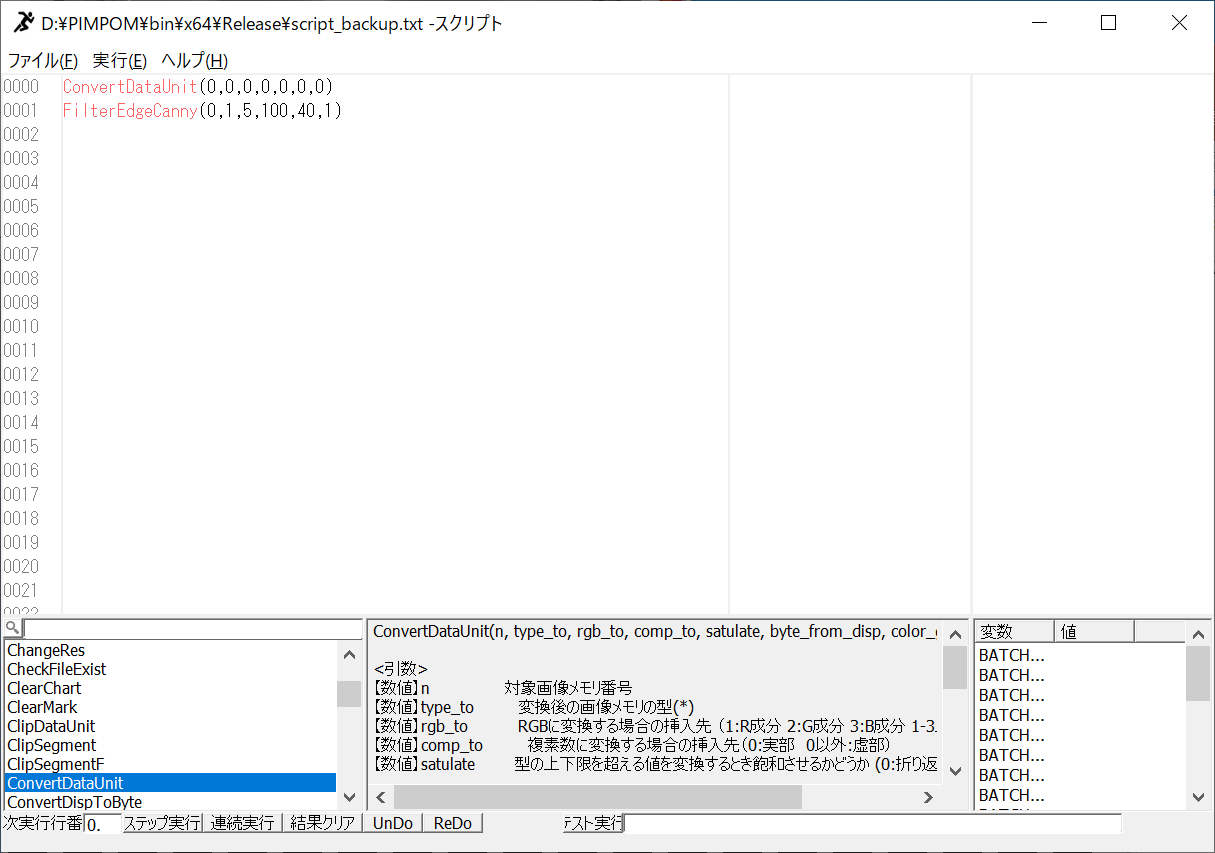 D:¥PIMPOM¥bin¥x64¥Release¥script_backup.txt -スクリプト
ファイル(F) 実行(E) ヘルプ(H)
0000 ConvertDataUnit(0,0,0,0,0,0,0)
0001 FilterEdgeCanny(0,1,5,100,40,1)
0002
0003
0004
0005
0006
0007
0008
0009
0010
0011
0012
0013
0014
0015
0016
0017
0018
0019
0020
0021
0022
ChangeRes
CheckFileExist
ClearChart
ClearMark
ClipDataUnit
ClipSegment
ClipSegmentF
ConvertDataUnit
ConvertDispToByte
ConvertDataUnit(n, type_to, rgb_to, comp_to, satulate, byte_from_disp, color_
<引数>
【数値】n 対象画像メモリ番号
【数値】type_to 変換後の画像メモリの型(*)
【数値】rgb_to RGBに変換する場合の挿入先 (1:R成分 2:G成分 3:B成分 1-3
【数値】comp_to 複素数に変換する場合の挿入先(0:実部 0以外:虚部)
【数値】satulate 型の上下限を超える値を変換するとき飽和させるかどうか (0:折り返
変数 値
BATCH...
BATCH...
BATCH...
BATCH...
BATCH...
BATCH...
BATCH...
BATCH...
次実行行番 0. ステップ実行 連続実行 結果クリア UnDo ReDo テスト実行